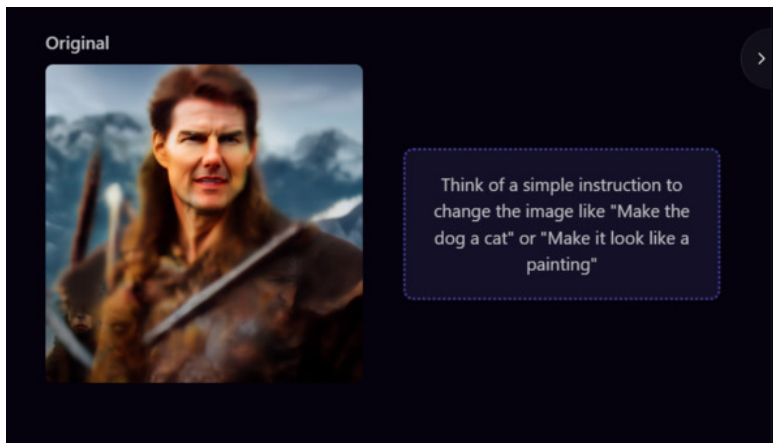 Original
Think of a simple instruction to
change the image like "Make the
dog a cat" or "Make it look like a
painting"